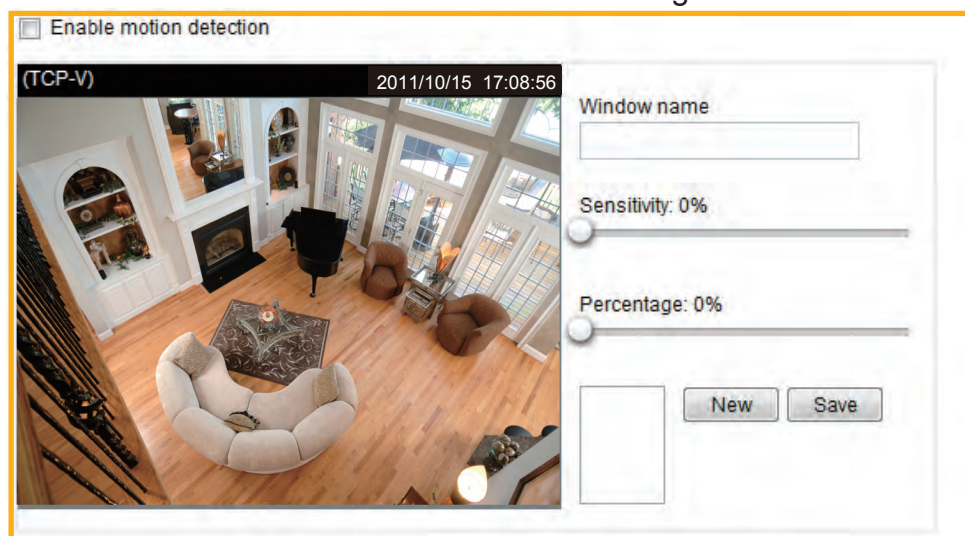 Enable motion detection
(TCP-V) 2011/10/15 17:08:56
Window name
Sensitivity: 0%
Percentage: 0%
New Save